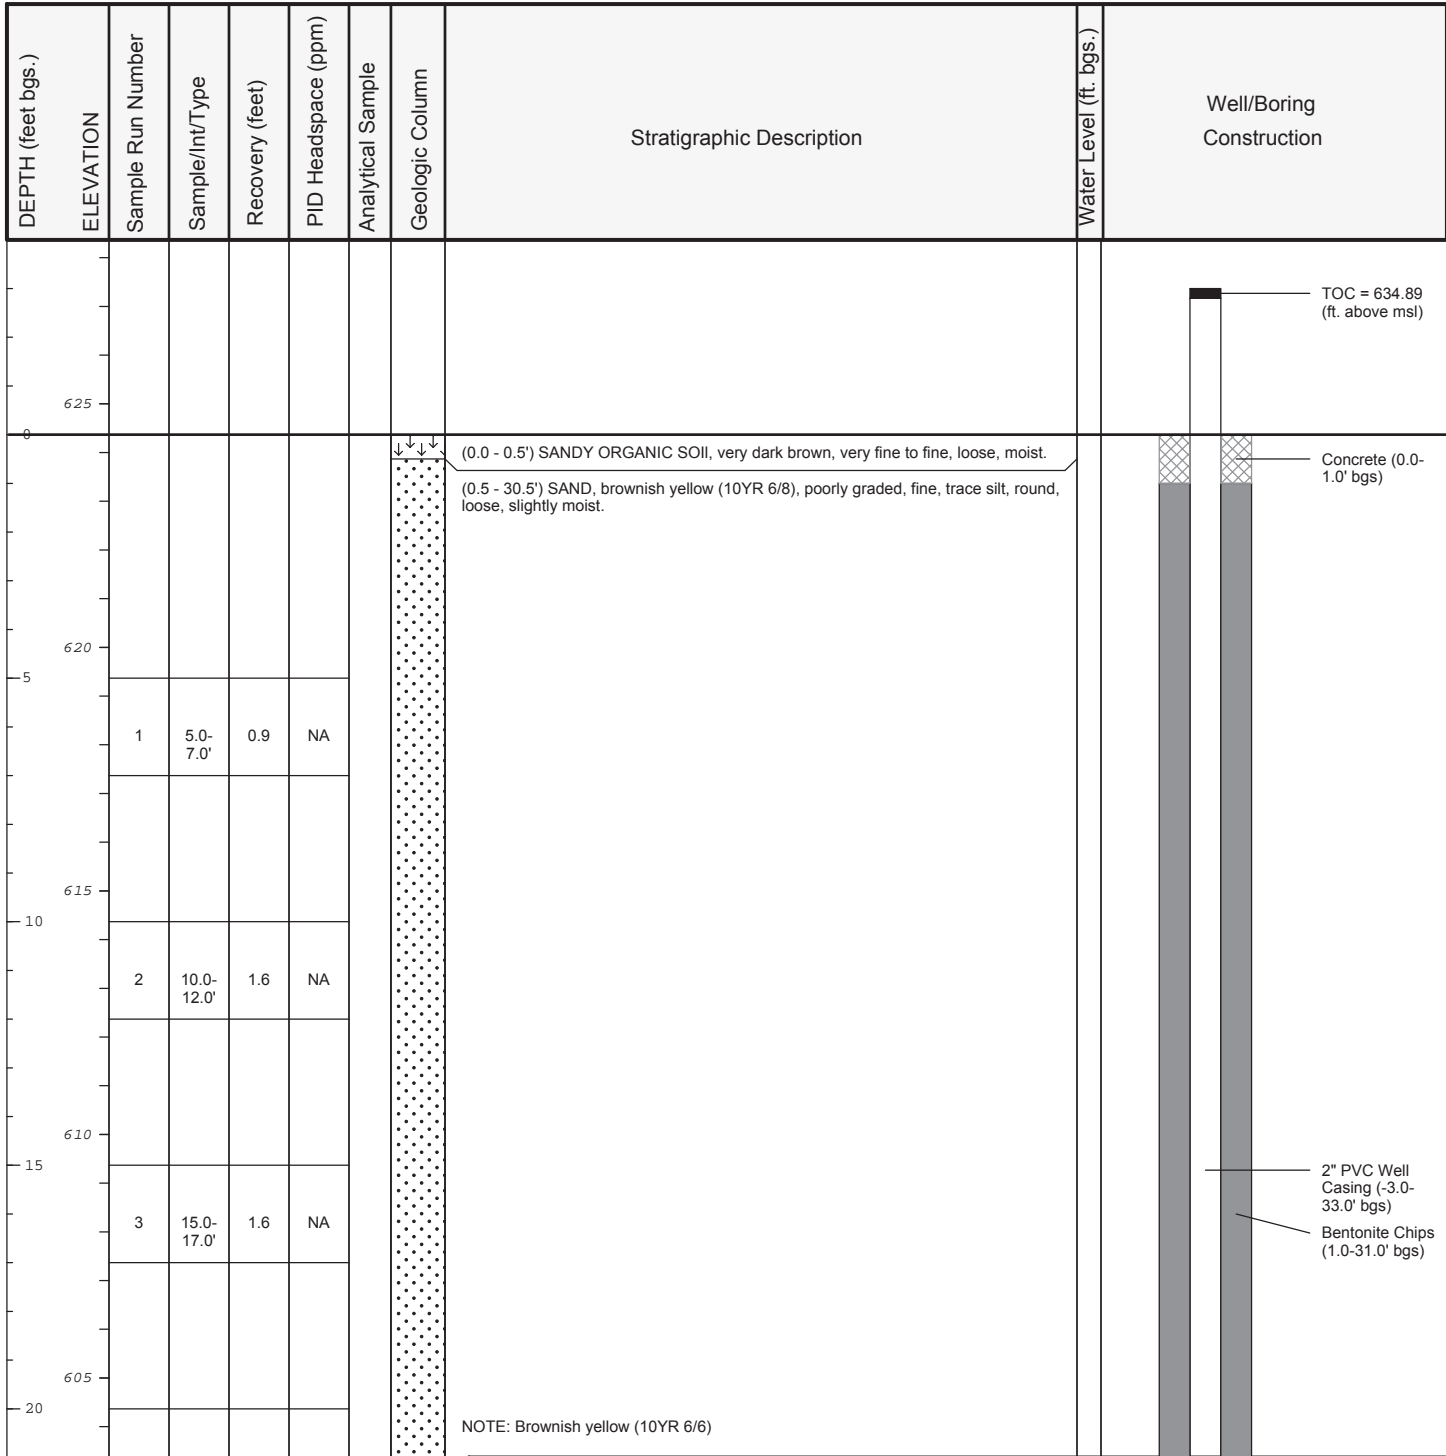 DEPTH (feet bgs.)
ELEVATION
Sample Run Number
Sample/Int/Type
Recovery (feet)
PID Headspace (ppm)
Analytical Sample
Geologic Column
Stratigraphic Description
Water Level (ft. bgs.)
Well/Boring
Construction
TOC = 634.89
(ft. above msl)
625
0
(0.0 - 0.5') SANDY ORGANIC SOIl, very dark brown, very fine to fine, loose, moist.
Concrete (0.0-
1.0' bgs)
(0.5 - 30.5') SAND, brownish yellow (10YR 6/8), poorly graded, fine, trace silt, round,
loose, slightly moist.
620
5
1
5.0-
7.0'
0.9
NA
615
10
2
10.0-
12.0'
1.6
NA
610
15
2" PVC Well
Casing (-3.0-
33.0' bgs)
3
15.0-
17.0'
1.6
NA
Bentonite Chips
(1.0-31.0' bgs)
605
20
NOTE: Brownish yellow (10YR 6/6)